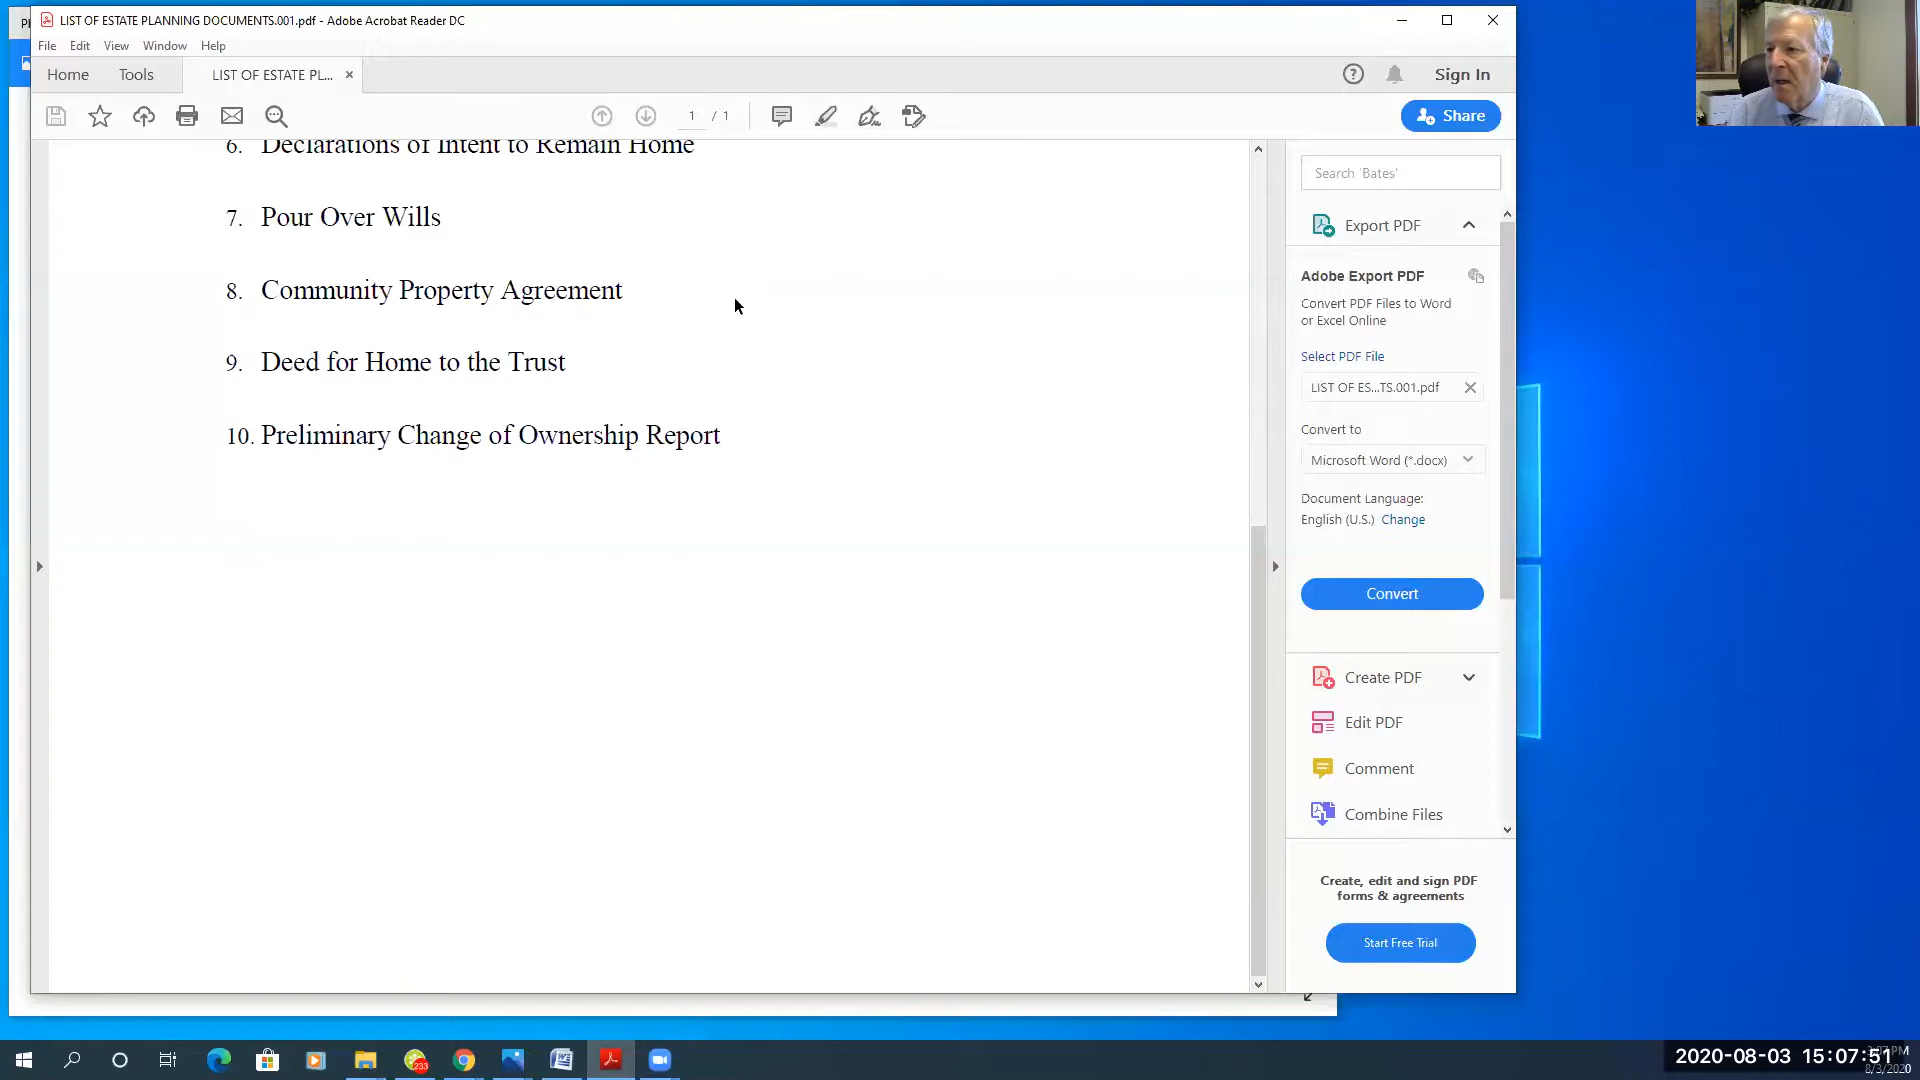 LIST OF ESTATE PLANNING DOCUMENTS.001.pdf - Adobe Acrobat Reader DC
File Edit View Window Help
Home Tools LIST OF ESTATE PL... Sign In
1 / 1 Share
6. Declarations of Intent to Remain Home
7. Pour Over Wills
8. Community Property Agreement
9. Deed for Home to the Trust
10. Preliminary Change of Ownership Report
Search 'Bates'
Export PDF
Adobe Export PDF
Convert PDF Files to Word
or Excel Online
Select PDF File
LIST OF ES...TS.001.pdf
Convert to
Microsoft Word (*.docx)
Document Language:
English (U.S.) Change
Convert
Create PDF
Edit PDF
Comment
Combine Files
Create, edit and sign PDF
forms & agreements
Start Free Trial
233
2020-08-03 15:07:51
8/3/2020